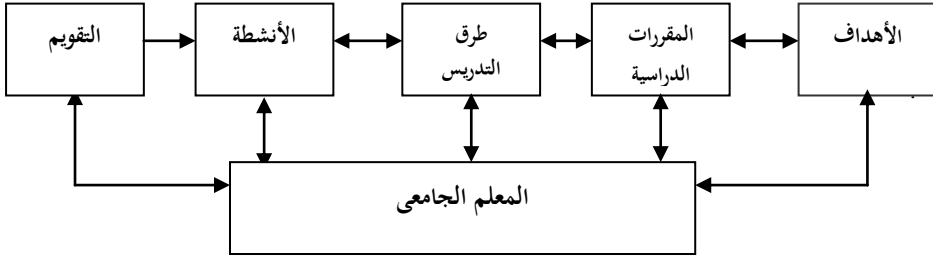 الأهداف
المقررات
الدراسية
طرق
التدريس
الأنشطة
التقويم
المعلم الجامعى